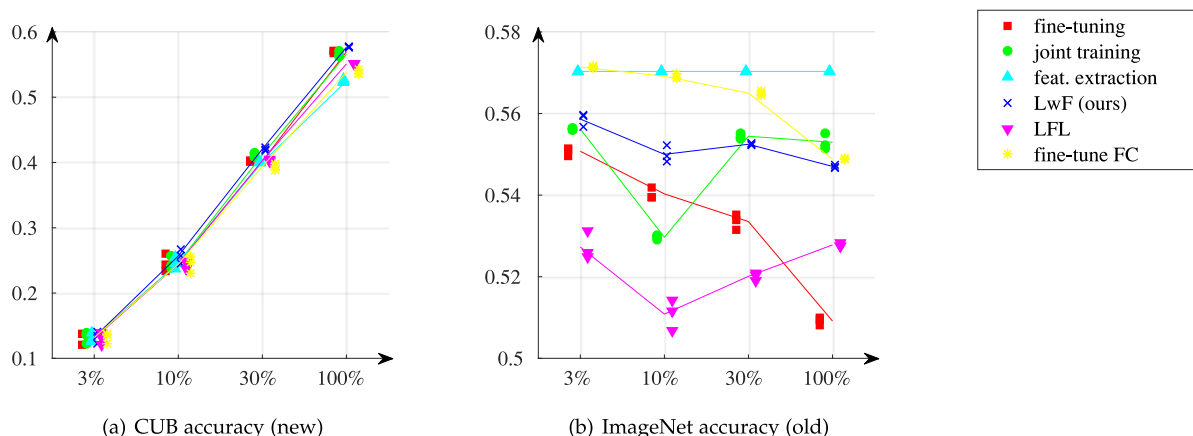 0.6
0.5
0.4
0.3
0.2
0.1
3%
10%
30%
100%
(a) CUB accuracy (new)
0.58
0.56
0.54
0.52
0.5
3%
10%
30%
100%
(b) ImageNet accuracy (old)
fine-tuning
joint training
feat. extraction
LwF (ours)
LFL
fine-tune FC